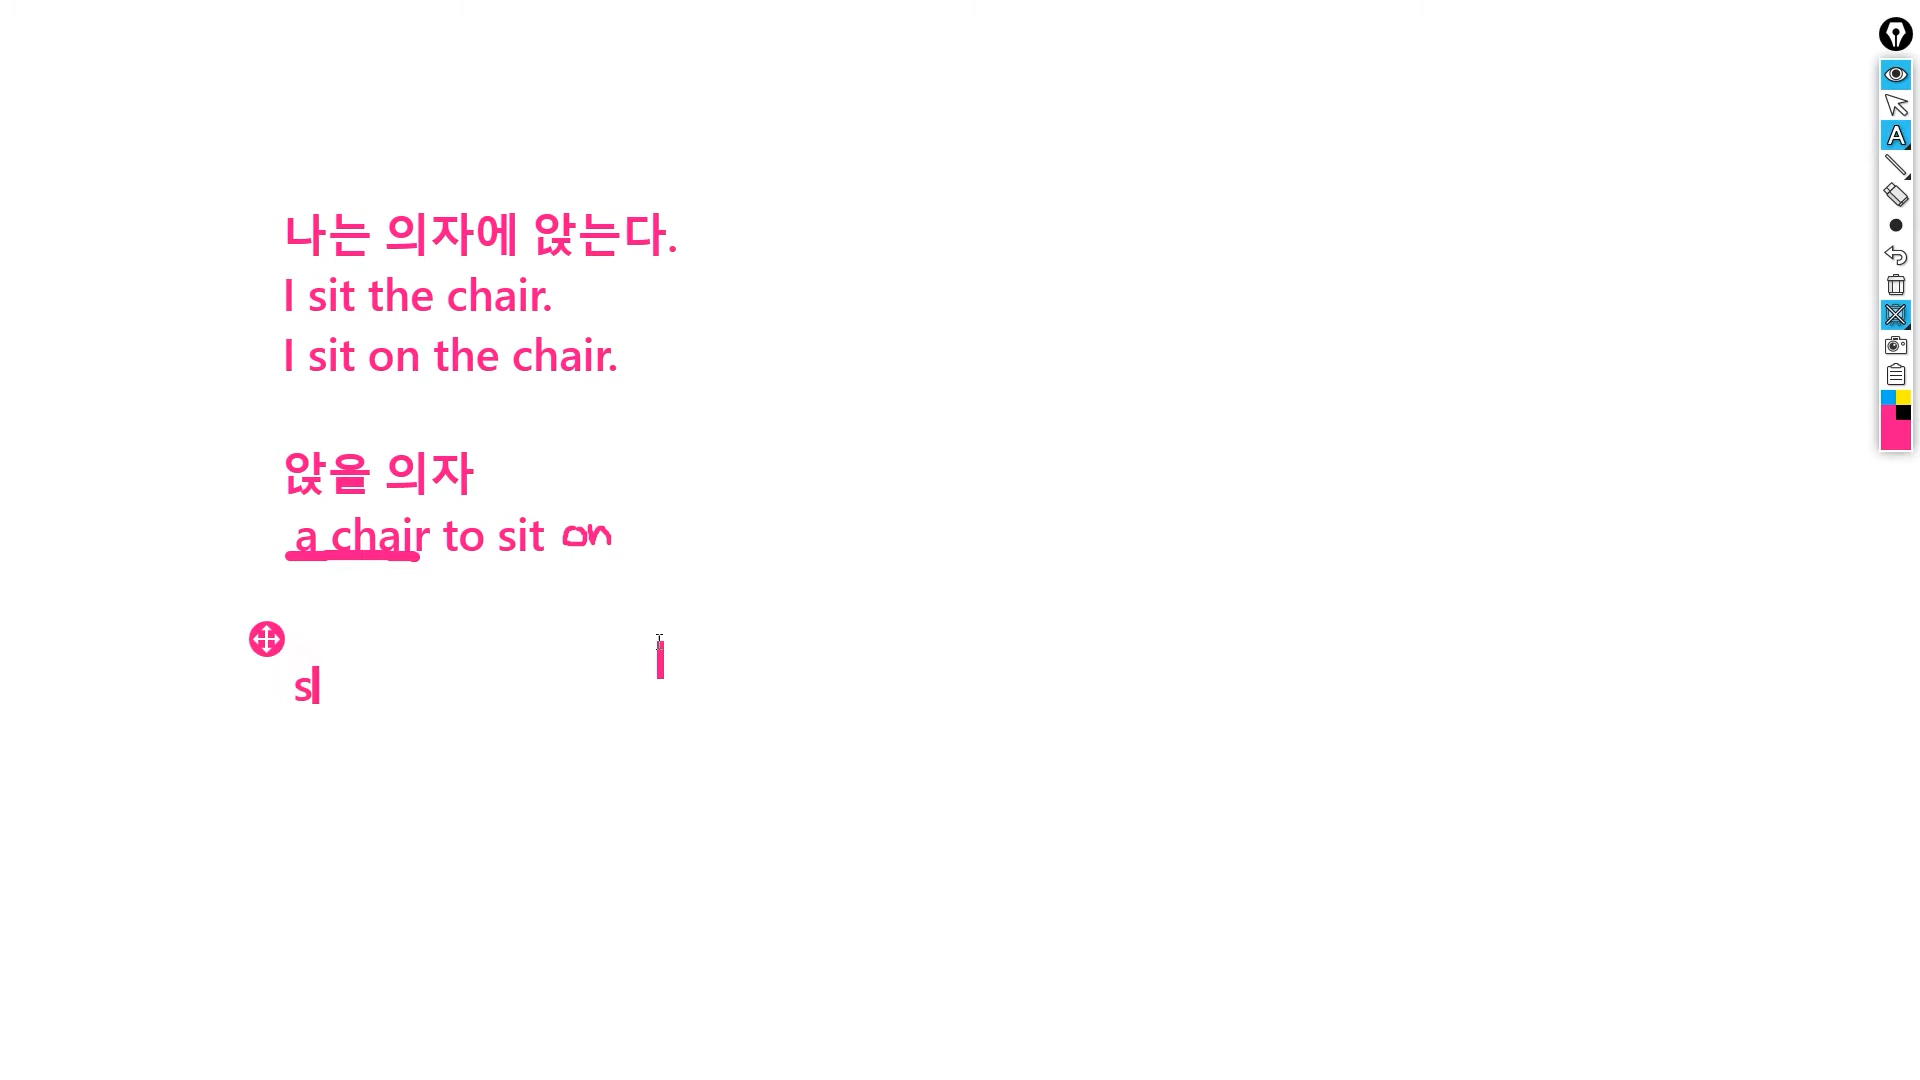 나는 의자에 앉는다.
I sit the chair.
I sit on the chair.
앉을 의자
a chair to sit on
s